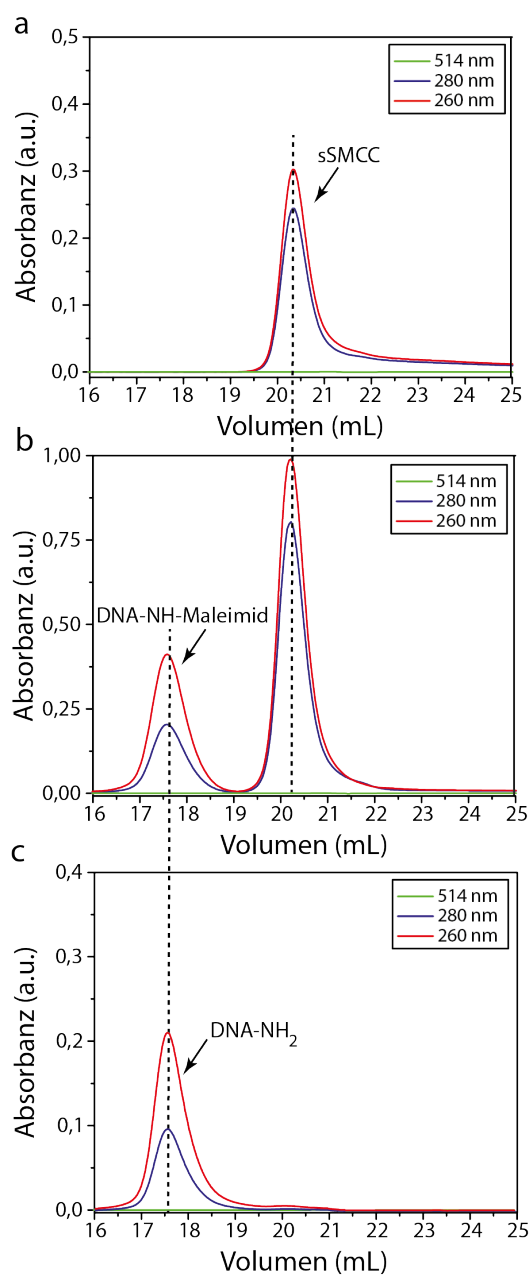 a
Absorbanz (a.u.)
0,5
0,4
0,3
0,2
0,1
0,0
514 nm
280 nm
260 nm
sSMCC
16 17 18 19 20 21 22 23 24 25
Volumen (mL)
b
Absorbanz (a.u.)
1,00
0,75
0,50
0,25
0,00
514 nm
280 nm
260 nm
DNA-NH-Maleimid
16 17 18 19 20 21 22 23 24 25
Volumen (mL)
c
Absorbanz (a.u.)
0,4
0,3
0,2
0,1
0,0
514 nm
280 nm
260 nm
DNA-NH₂
16 17 18 19 20 21 22 23 24 25
Volumen (mL)